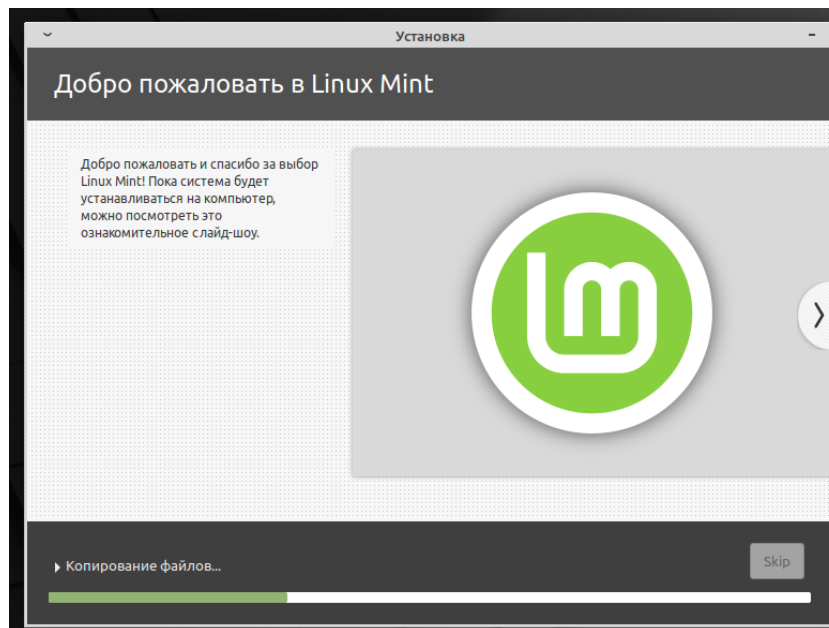 Установка
Добро пожаловать в Linux Mint
Добро пожаловать и спасибо за выбор
Linux Mint! Пока система будет
устанавливаться на компьютер,
можно посмотреть это
ознакомительное слайд-шоу.
Копирование файлов...
Skip